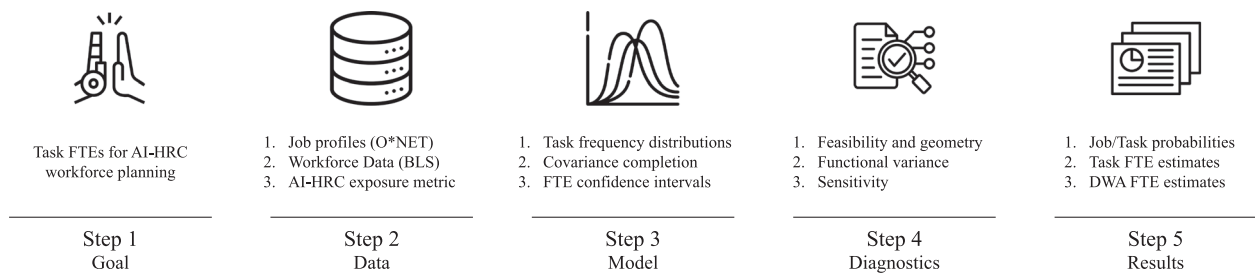 Task FTEs for AI-HRC
workforce planning
Step 1
Goal
1. Job profiles (O*NET)
2. Workforce Data (BLS)
3. AI-HRC exposure metric
Step 2
Data
1. Task frequency distributions
2. Covariance completion
3. FTE confidence intervals
Step 3
Model
1. Feasibility and geometry
2. Functional variance
3. Sensitivity
Step 4
Diagnostics
1. Job/Task probabilities
2. Task FTE estimates
3. DWA FTE estimates
Step 5
Results